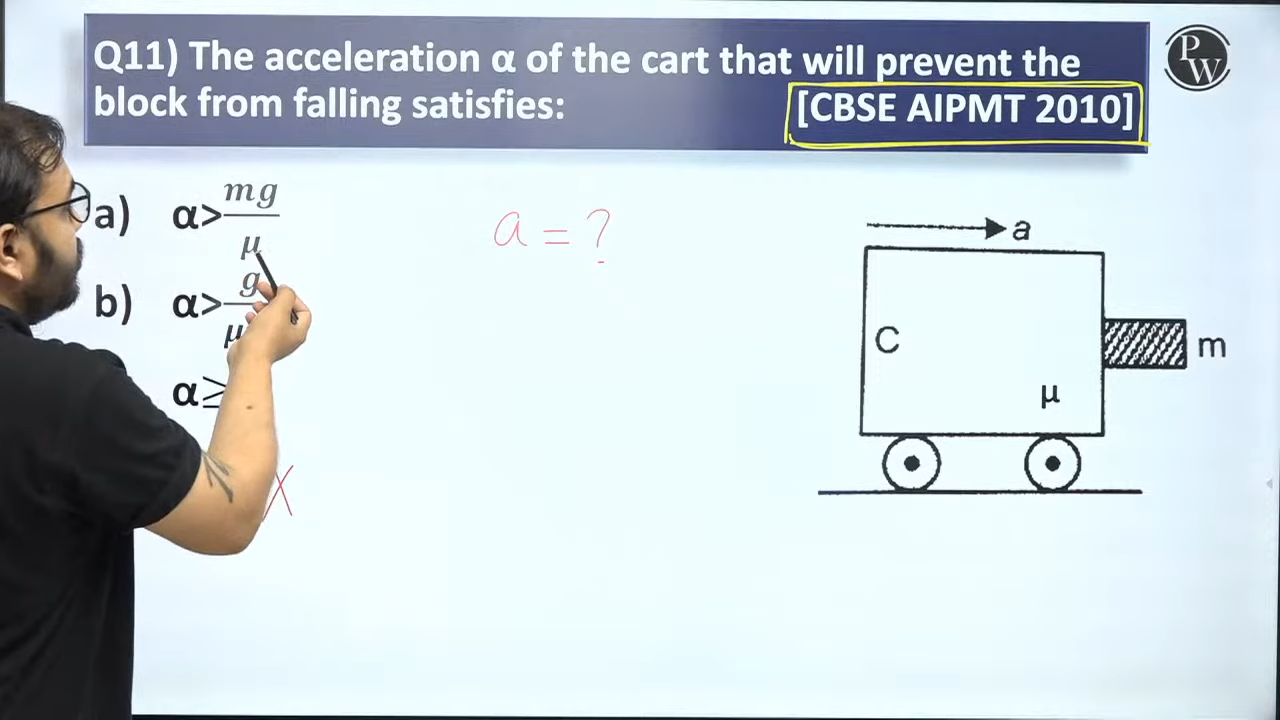 Q11) The acceleration α of the cart that will prevent the
block from falling satisfies: [CBSE AIPMT 2010]
P
W
a) α> mg
μ
b) α> g
μ
α≥
X
a = ?
a
C
m
μ